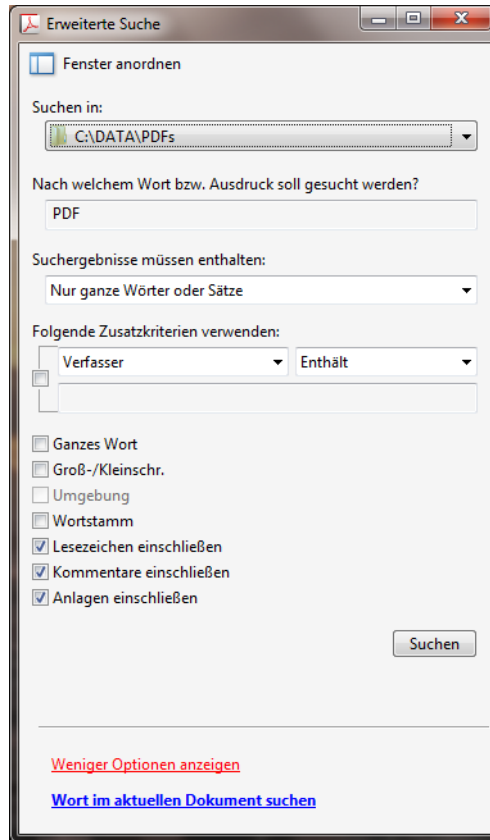 Erweiterte Suche
Fenster anordnen
Suchen in:
C:\DATA\PDFs
Nach welchem Wort bzw. Ausdruck soll gesucht werden?
PDF
Suchergebnisse müssen enthalten:
Nur ganze Wörter oder Sätze
Folgende Zusatzkriterien verwenden:
Verfasser Enthält
Ganzes Wort
Groß-/Kleinschr.
Umgebung
Wortstamm
Lesezeichen einschließen
Kommentare einschließen
Anlagen einschließen
Suchen
Weniger Optionen anzeigen
Wort im aktuellen Dokument suchen